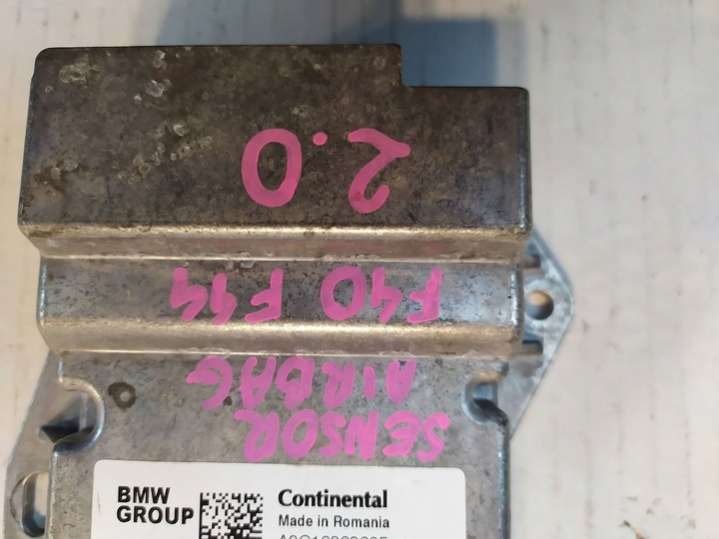 SENSOR
AIRBAG
F40 F44
2.0
BMW
GROUP
Continental
Made in Romania